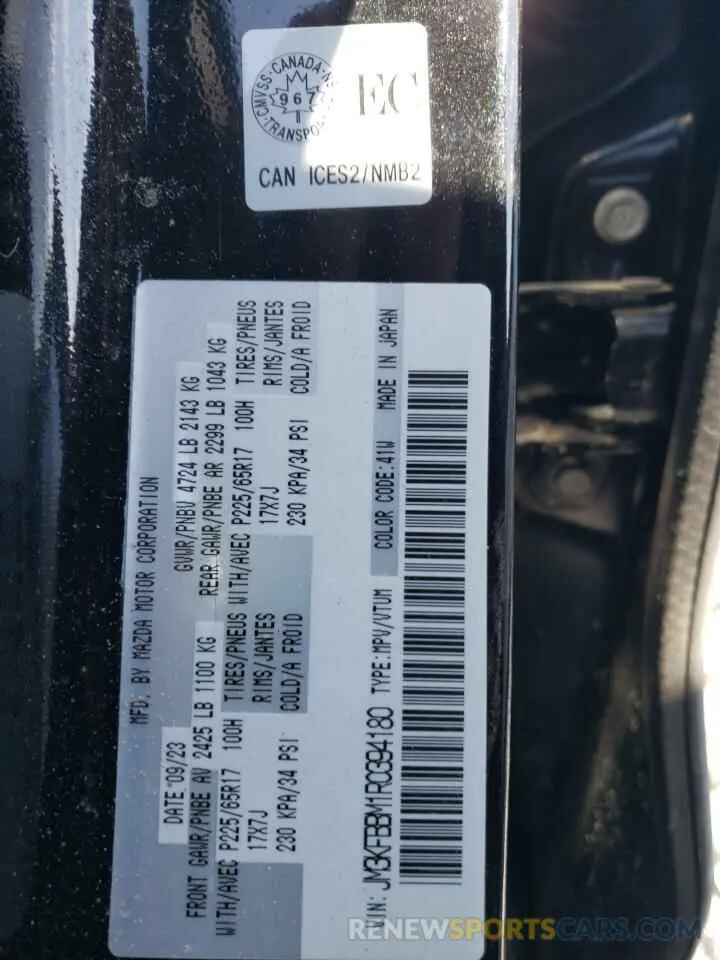 CMVSS · CANADA
967
TRANSPO
EC
CAN ICES2/NMB2
MFD. BY MAZDA MOTOR CORPORATION
DATE*09/23 GVWR/PNBV 4724 LB 2143 KG
FRONT GAWR/PNBE AV 2425 LB 1100 KG REAR GAWR/PNBE AR 2299 LB 1043 KG
WITH/AVEC P225/65R17 100H TIRES/PNEUS WITH/AVEC P225/65R17 100H TIRES/PNEUS
17X7J RIMS/JANTES 17X7J RIMS/JANTES
230 KPA/34 PSI COLD/A FROID 230 KPA/34 PSI COLD/A FROID
VIN: JM3KFBBM1R0394180 TYPE:MPV/VTUM COLOR CODE:41W MADE IN JAPAN
RENEWSPORTSCAR.COM